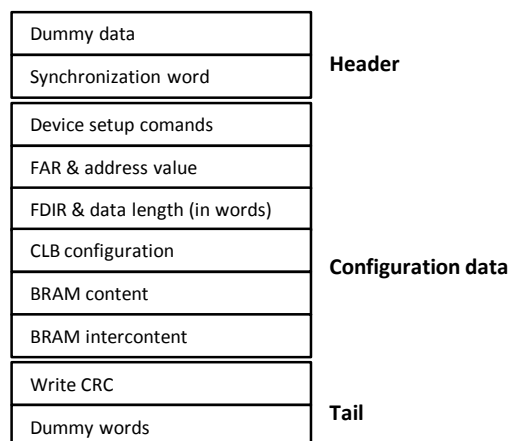 Dummy data
Synchronization word
Header
Device setup comands
FAR & address value
FDIR & data length (in words)
CLB configuration
BRAM content
BRAM intercontent
Configuration data
Write CRC
Dummy words
Tail